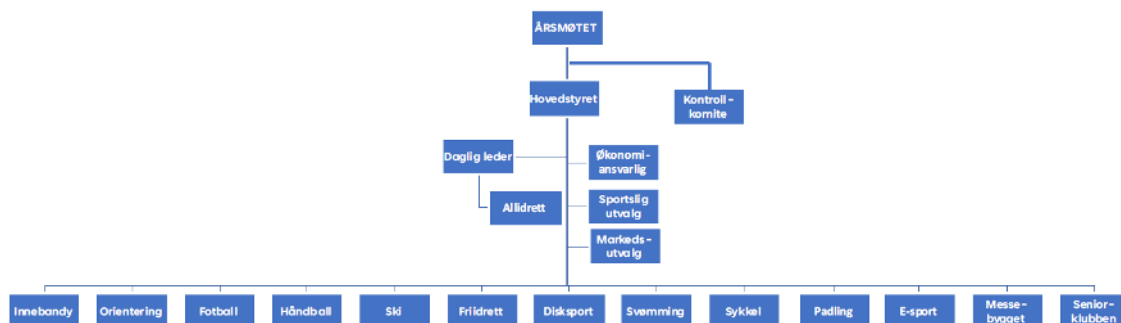 ÅRSMØTET
Hovedstyret
Kontroll-
komite
Daglig leder
Økonomi-
ansvarlig
Allidrett
Sportslig
utvalg
Markeds-
utvalg
Innebandy
Orientering
Fotball
Håndball
Ski
Friidrett
Disksport
Svømming
Sykkel
Padling
E-sport
Messe-
bygget
Senior-
klubben